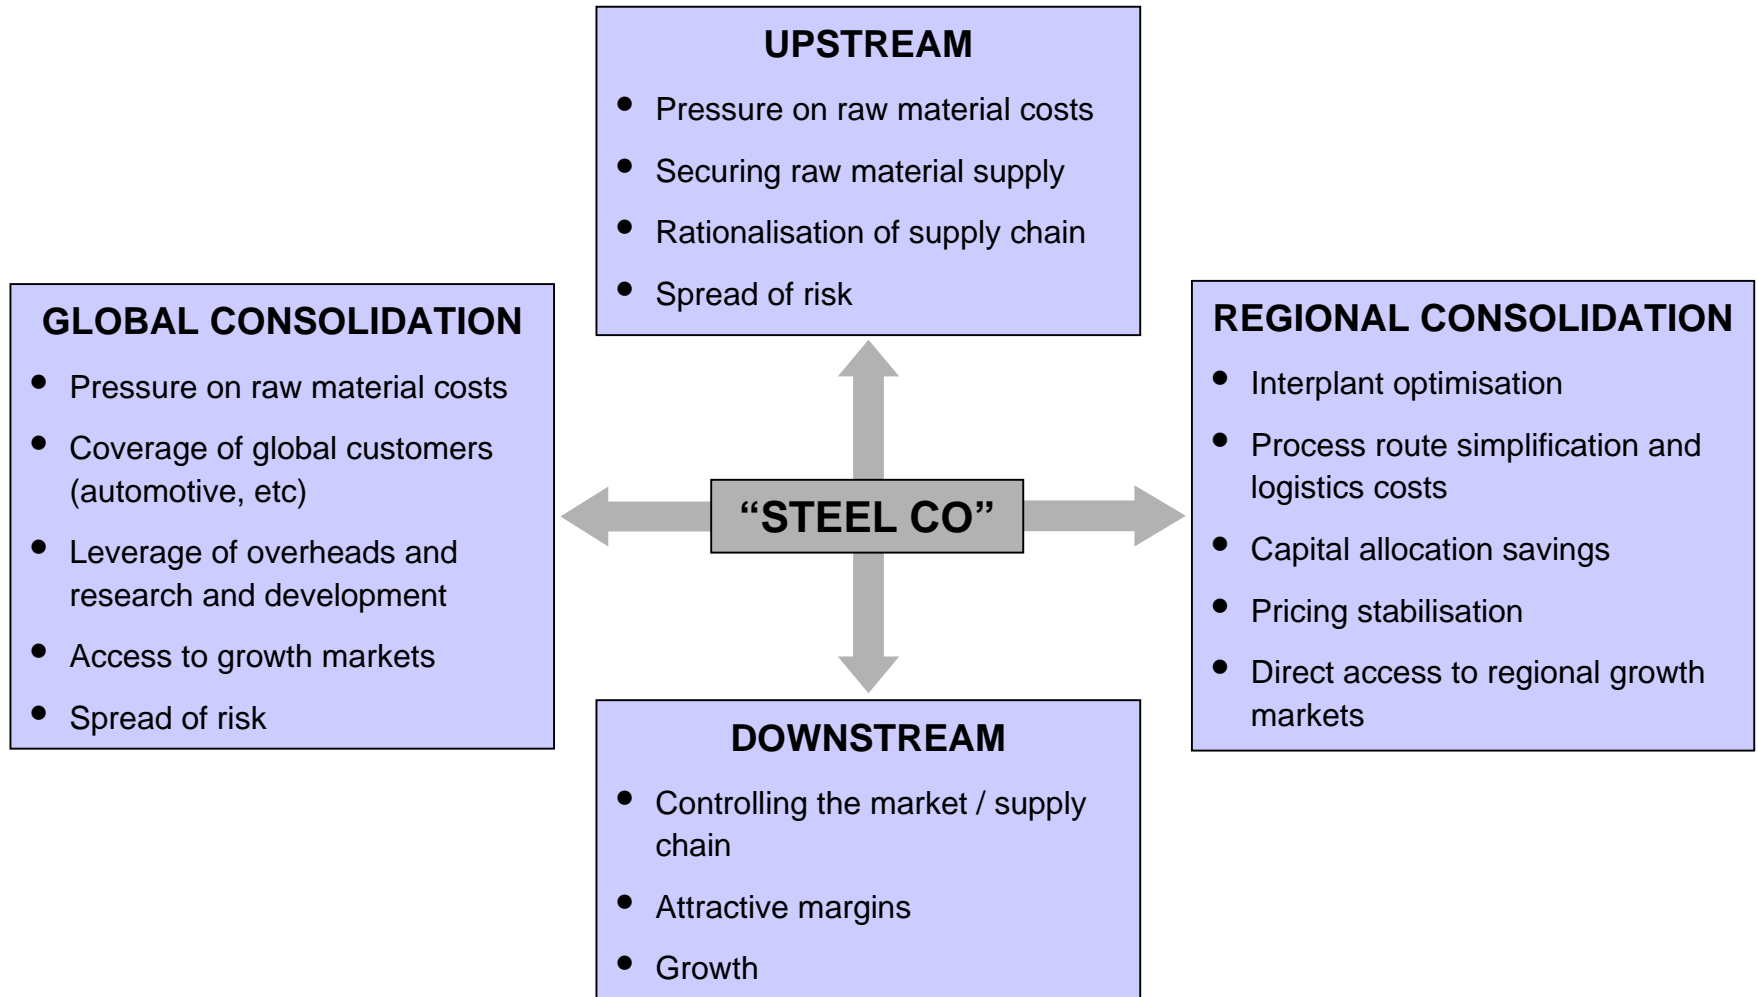 UPSTREAM
• Pressure on raw material costs
• Securing raw material supply
• Rationalisation of supply chain
• Spread of risk
GLOBAL CONSOLIDATION
• Pressure on raw material costs
• Coverage of global customers
(automotive, etc)
• Leverage of overheads and
research and development
• Access to growth markets
• Spread of risk
“STEEL CO”
REGIONAL CONSOLIDATION
• Interplant optimisation
• Process route simplification and
logistics costs
• Capital allocation savings
• Pricing stabilisation
• Direct access to regional growth
markets
DOWNSTREAM
• Controlling the market / supply
chain
• Attractive margins
• Growth